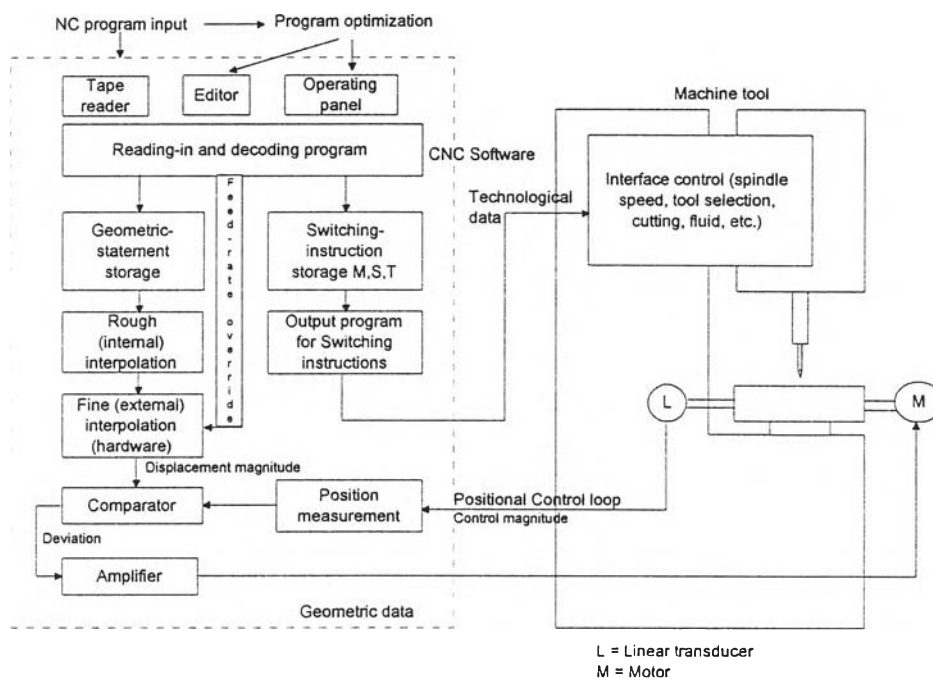 NC program input
Program optimization
Tape
reader
Editor
Operating
panel
Machine tool
Reading-in and decoding program
CNC Software
Feed-rate override
Interface control (spindle
speed, tool selection,
cutting, fluid, etc.)
Technological
data
Geometric-
statement
storage
Switching-
instruction
storage M,S,T
Rough
(internal)
interpolation
Output program
for Switching
instructions
Fine (external)
interpolation
(hardware)
L
M
Displacement magnitude
Comparator
Position
measurement
Positional Control loop
Control magnitude
Deviation
Amplifier
Geometric data
L = Linear transducer
M = Motor